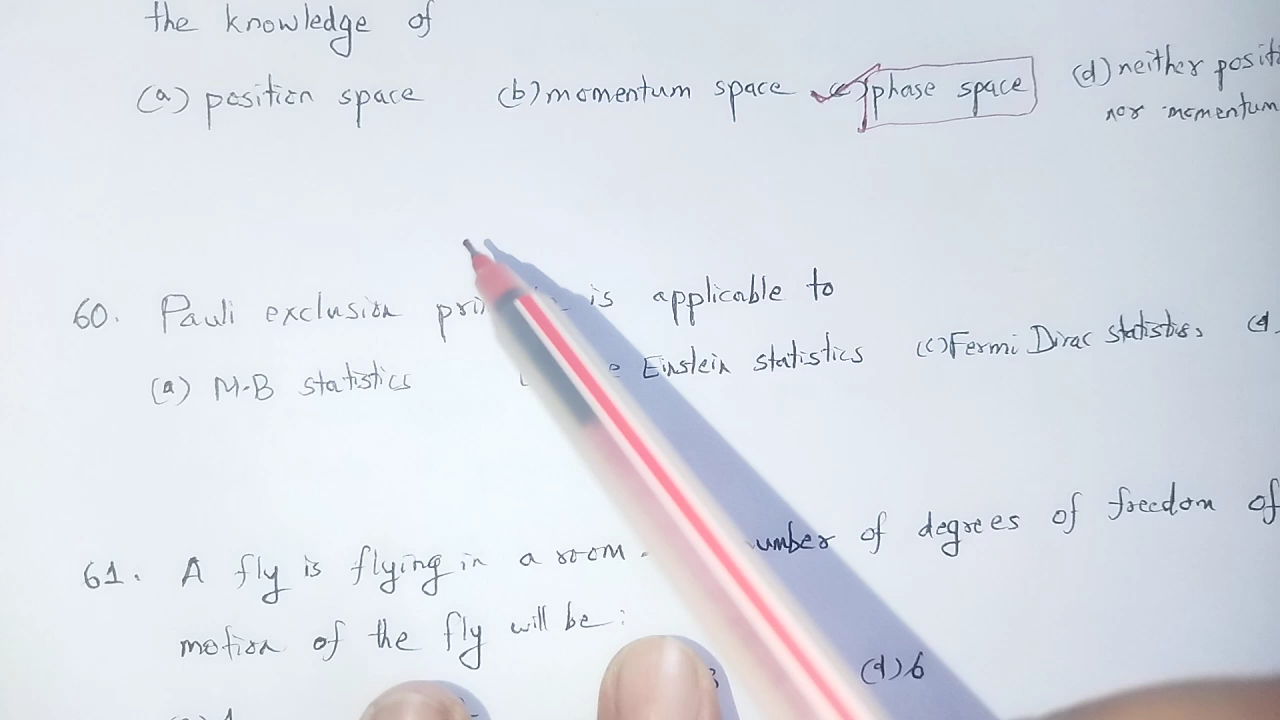 the knowledge of
(a) position space (b) momentum space (c) phase space (d) neither posit
nor momentum
60. Pauli exclusion is applicable to
(a) M-B statistics Einstein statistics (c) Fermi Dirac statistics, (d.
61. A fly is flying in a room. umber of degrees of freedom of
motion of the fly will be:
(d) 6